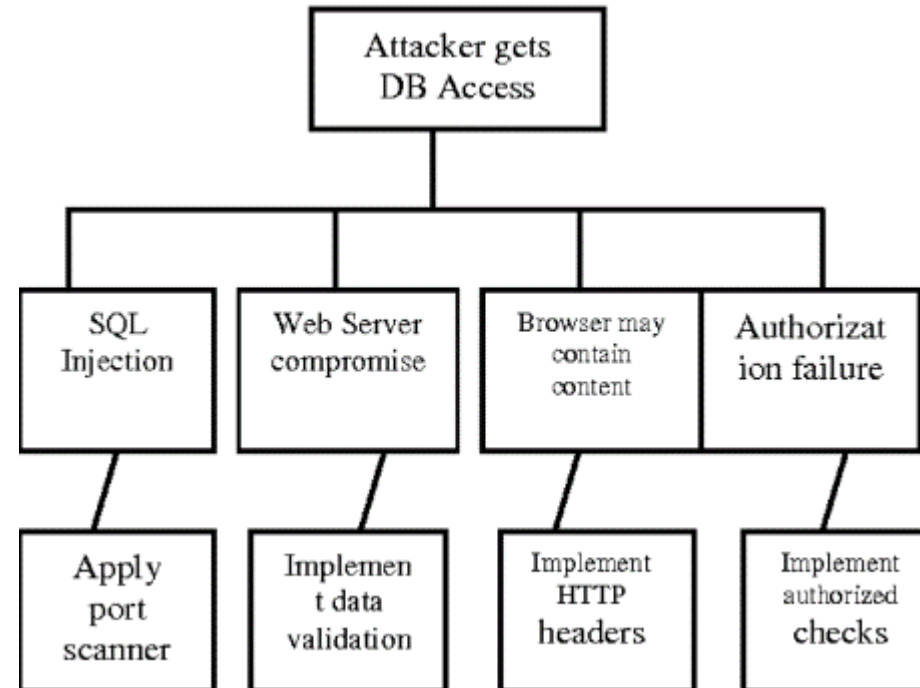 Attacker gets
DB Access
SQL
Injection
Web Server
compromise
Browser may
contain
content
Authorizat
ion failure
Apply
port
scanner
Implemen
t data
validation
Implement
HTTP
headers
Implement
authorized
checks